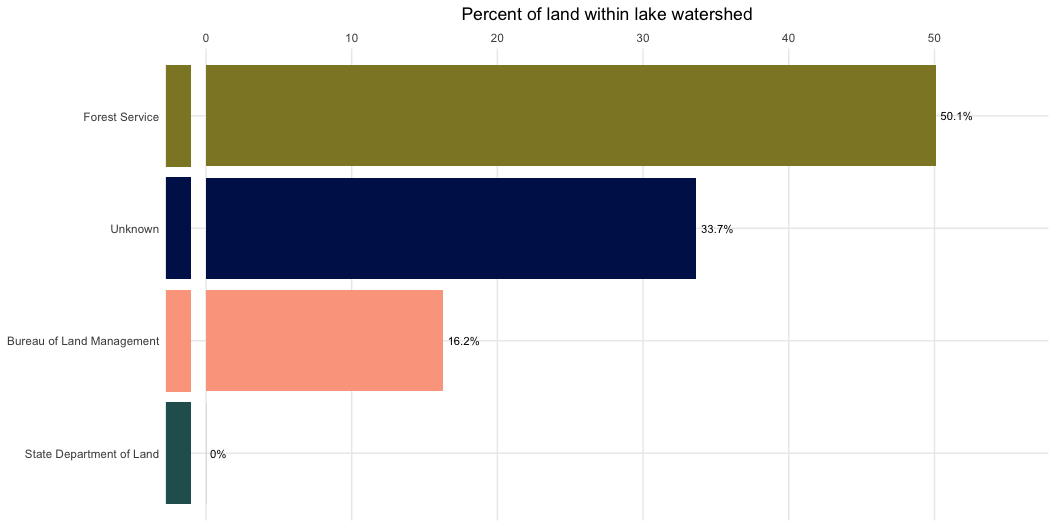 Percent of land within lake watershed
0 10 20 30 40 50
Forest Service 50.1%
Unknown 33.7%
Bureau of Land Management 16.2%
State Department of Land 0%